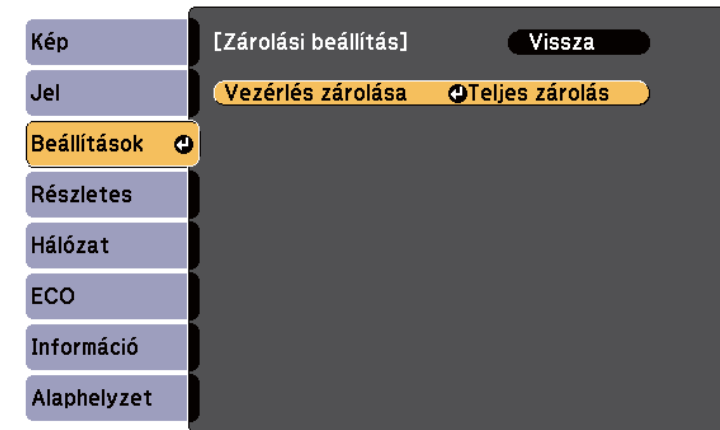 Kép
Jel
Beállítások
Részletes
Hálózat
ECO
Információ
Alaphelyzet
[Zárolási beállítás] Vissza
Vezérlés zárolása Teljes zárolás